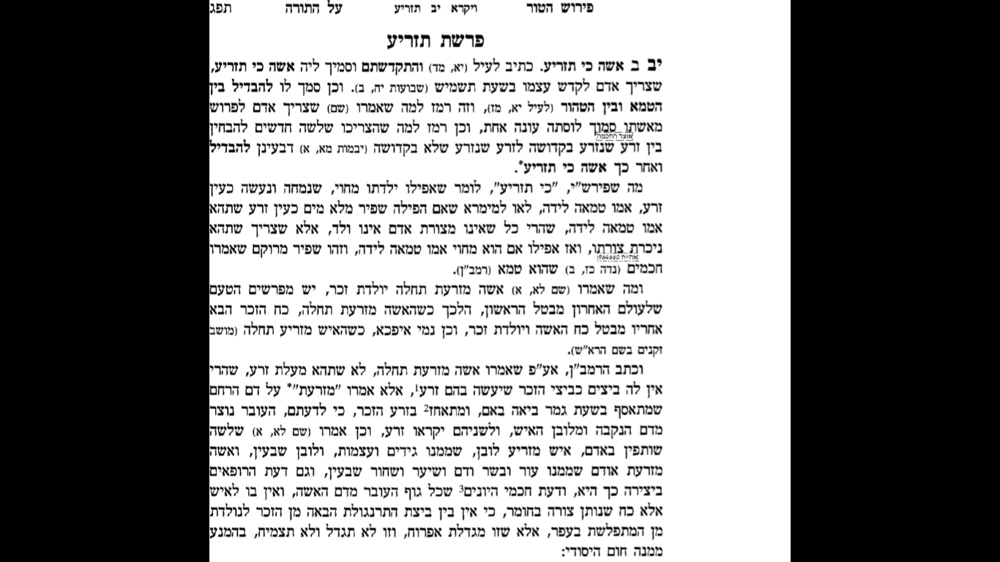 פירוש הטור ויקרא יב תזריע על התורה תפג
פרשת תזריע
יב ב אשה כי תזריע. כתיב לעיל (יא, מד) והתקדשתם וסמיך ליה אשה כי תזריע,
שצריך אדם לקדש עצמו בשעת תשמיש (שבועות יח, ב). וכן סמך לו להבדיל בין
הטמא ובין הטהור (לעיל יא, מז), וזה רמז למה שאמרו (שם) שצריך אדם לפרוש
מאשתו סמוך לוסתה עונה אחת, וכן רמז למה שהצריכו שלשה חדשים להבחין
אוצר החכמה
בין זרע שנזרע בקדושה לזרע שנזרע שלא בקדושה (יבמות מא, א) דבעינן להבדיל
ואחר כך אשה כי תזריע*.
מה שפירש״י, ״כי תזריע״, לומר שאפילו ילדתו מחוי, שנמחה ונעשה כעין
זרע, אמו טמאה לידה, לאו למימרא שאם הפילה שפיר מלא מים כעין זרע שתהא
אמו טמאה לידה, שהרי כל שאינו מצורת אדם אינו ולד, אלא שצריך שתהא
ניכרת צורתו, ואז אפילו אם הוא מחוי אמו טמאה לידה, וזהו שפיר מרוקם שאמרו
אח״ח 1964660
חכמים (נדה כז, ב) שהוא טמא (רמב״ן).
ומה שאמרו (שם לא, א) אשה מזרעת תחלה יולדת זכר, יש מפרשים הטעם
שלעולם האחרון מבטל הראשון, הלכך כשהאשה מזרעת תחלה, כח הזכר הבא
אחריו מבטל כח האשה ויולדת זכר, וכן נמי איפכא, כשהאיש מזריע תחלה (מושב
זקנים בשם הרא״ש).
וכתב הרמב״ן, אע״פ שאמרו אשה מזרעת תחלה, לא שתהא מעלת זרע, שהרי
אין לה ביצים כביצי הזכר שיעשה בהם זרע1, אלא אמרו ״מזרעת״* על דם הרחם
שמתאסף בשעת גמר ביאה באם, ומתאחז2 בזרע הזכר, כי לדעתם, העובר נוצר
מדם הנקבה ומלובן האיש, ולשניהם יקראו זרע, וכן אמרו (שם לא, א) שלשה
שותפין באדם, איש מזריע לובן, שממנו גידים ועצמות, ולובן שבעין, ואשה
מזרעת אודם שממנו עור ובשר ודם ושיער ושחור שבעין, וגם דעת הרופאים
ביצירה כך היא, ודעת חכמי היונים3 שכל גוף העובר מדם האשה, ואין בו לאיש
אלא כח שנותן צורה בחומר, כי אין בין ביצת התרנגולת הבאה מן הזכר לנולדת
מן המתפלשת בעפר, אלא שזו מגדלת אפרוח, וזו לא תגדל ולא תצמיח, בהמנע
ממנה חום היסודי: